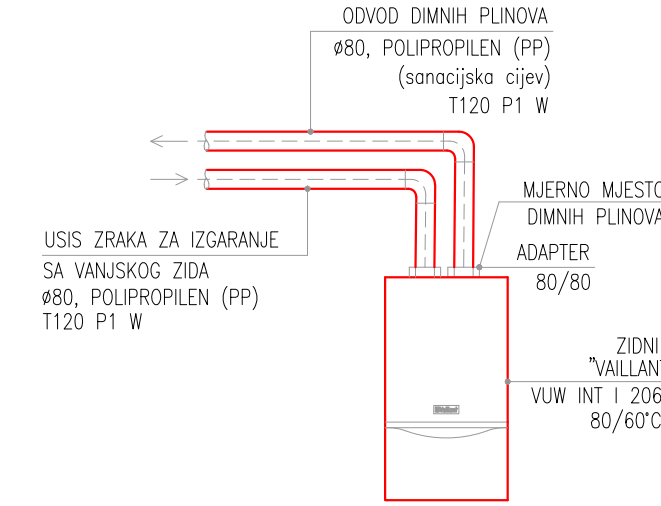 ODVOD DIMNIH PLINOVA
ø80, POLIPROPILEN (PP)
(sanacijska cijev)
T120 P1 W
MJERNO MJESTO
DIMNIH PLINOVA
ADAPTER
80/80
USIS ZRAKA ZA IZGARANJE
SA VANJSKOG ZIDA
ø80, POLIPROPILEN (PP)
T120 P1 W
ZIDNI
"VAILLANT
VUW INT I 206
80/60°C
Vaillant